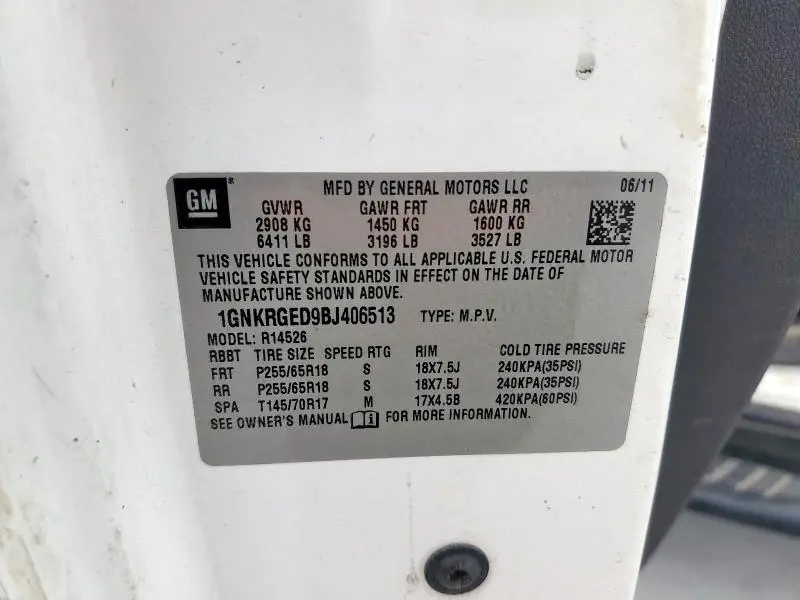 GM® MFD BY GENERAL MOTORS LLC 06/11
GVWR GAWR FRT GAWR RR
2908 KG 1450 KG 1600 KG
6411 LB 3196 LB 3527 LB
THIS VEHICLE CONFORMS TO ALL APPLICABLE U.S. FEDERAL MOTOR
VEHICLE SAFETY STANDARDS IN EFFECT ON THE DATE OF
MANUFACTURE SHOWN ABOVE.
1GNKRGED9BJ406513 TYPE: M.P.V.
MODEL: R14526
RBBT TIRE SIZE SPEED RTG RIM COLD TIRE PRESSURE
FRT P255/65R18 S 18X7.5J 240KPA(35PSI)
RR P255/65R18 S 18X7.5J 240KPA(35PSI)
SPA T145/70R17 M 17X4.5B 420KPA(60PSI)
SEE OWNER'S MANUAL FOR MORE INFORMATION.